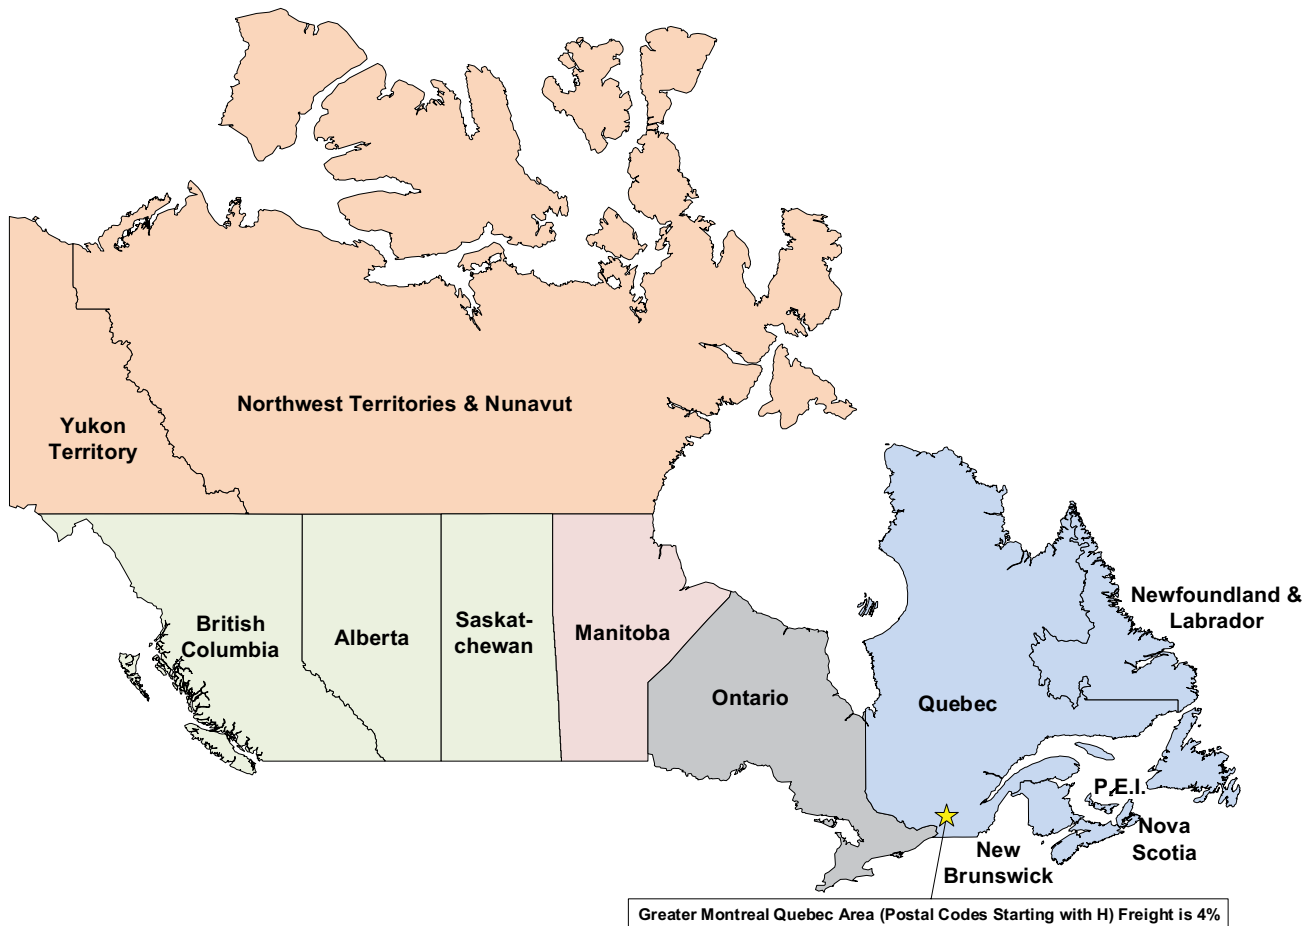 Northwest Territories & Nunavut
Yukon
Territory
British
Columbia
Alberta
Saskat-
chewan
Manitoba
Ontario
Quebec
Newfoundland &
Labrador
P.E.I.
Nova
Scotia
New
Brunswick
Greater Montreal Quebec Area (Postal Codes Starting with H) Freight is 4%